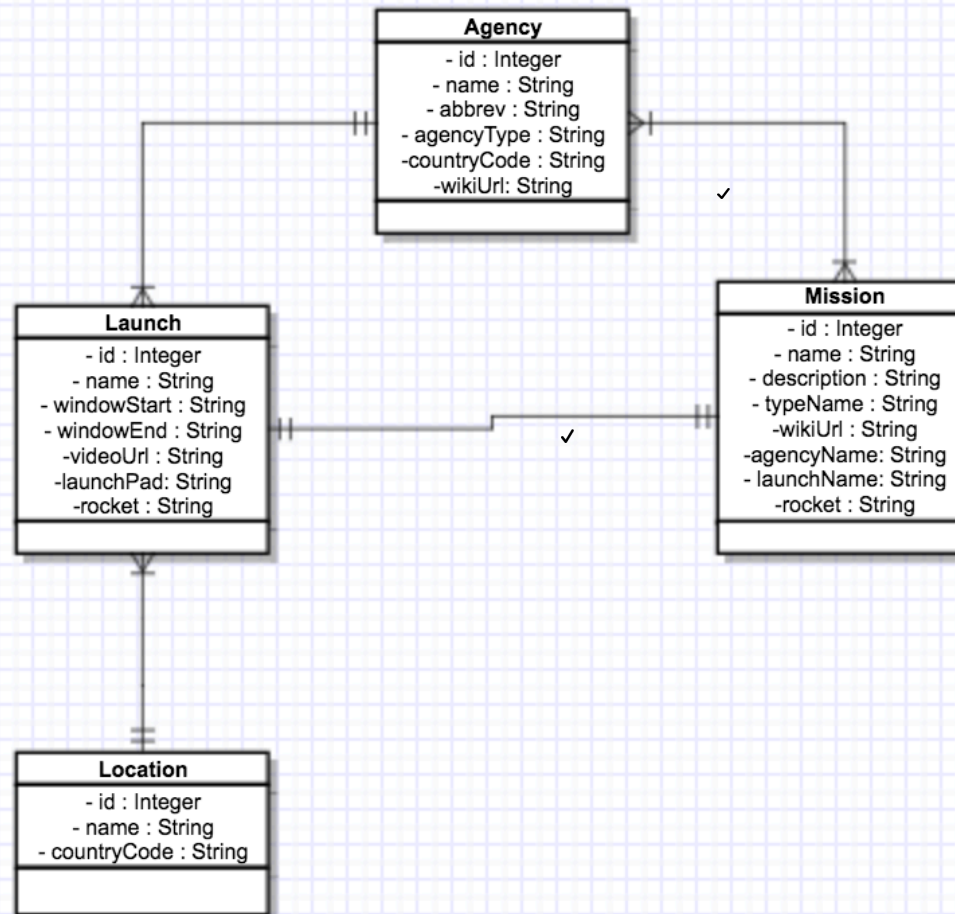 Agency
- id : Integer
- name : String
- abbrev : String
- agencyType : String
-countryCode : String
-wikiUrl: String
Launch
- id : Integer
- name : String
- windowStart : String
- windowEnd : String
-videoUrl : String
-launchPad: String
-rocket : String
Mission
- id : Integer
- name : String
- description : String
- typeName : String
-wikiUrl : String
-agencyName: String
- launchName: String
-rocket : String
Location
- id : Integer
- name : String
- countryCode : String